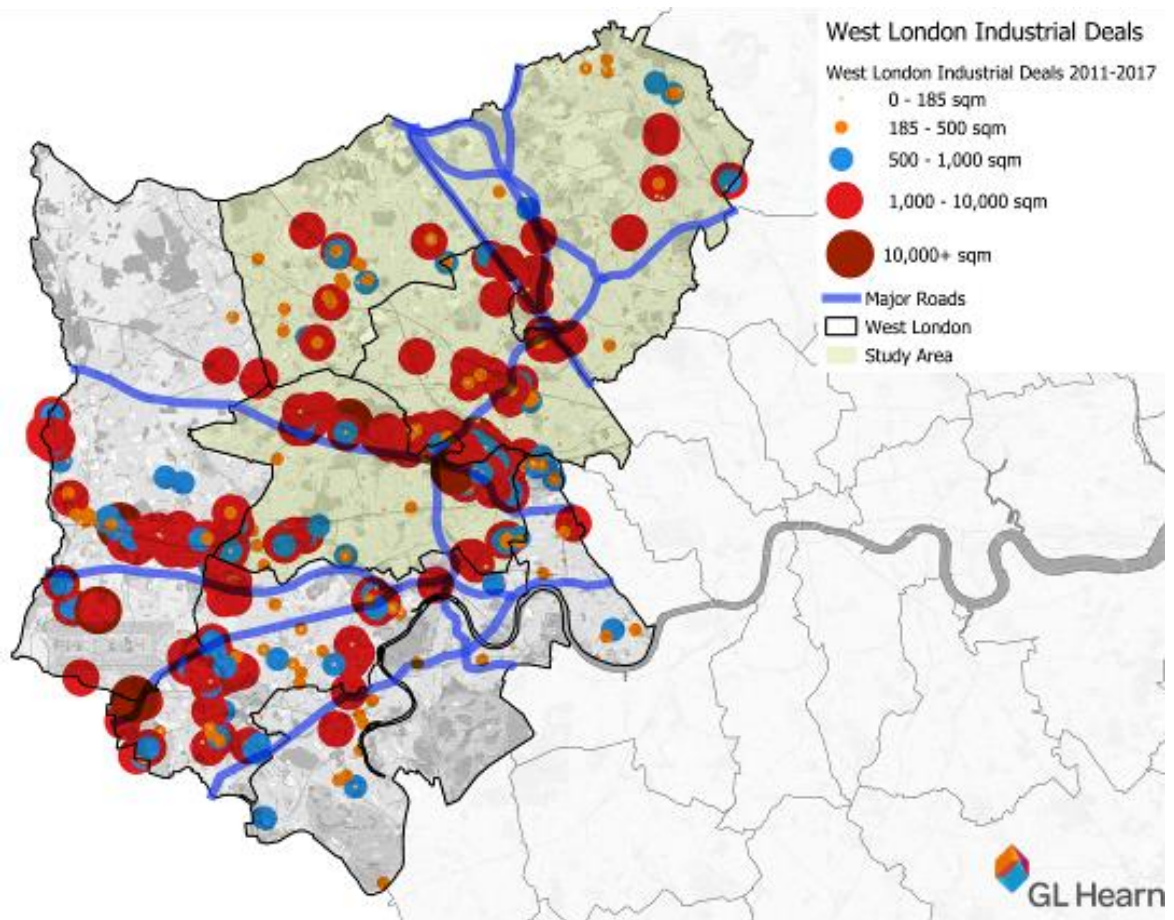 West London Industrial Deals
West London Industrial Deals 2011-2017
0 - 185 sqm
185 - 500 sqm
500 - 1,000 sqm
1,000 - 10,000 sqm
10,000+ sqm
Major Roads
West London
Study Area
GL Hearn